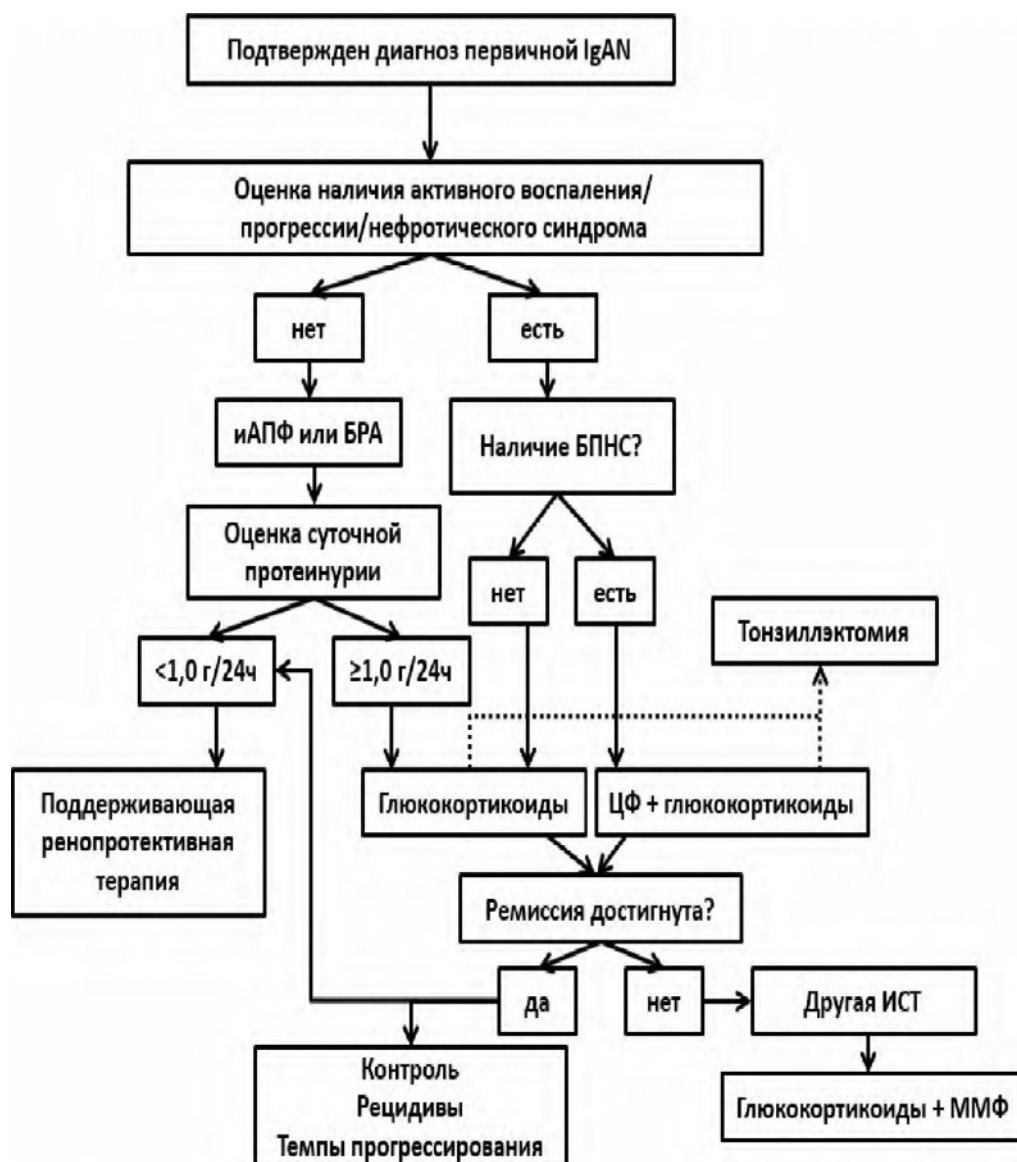 Подтвержден диагноз первичной IgAN
Оценка наличия активного воспаления/
прогрессии/нефротического синдрома
нет
есть
иАПФ или БРА
Наличие БПНС?
Оценка суточной
протеинурии
нет
есть
Тонзиллэктомия
<1,0 г/24ч
≥1,0 г/24ч
Поддерживающая
ренопротективная
терапия
Глюкокортикоиды
ЦФ + глюкокортикоиды
Ремиссия достигнута?
да
нет
Другая ИСТ
Контроль
Рецидивы
Темпы прогрессирования
Глюкокортикоиды + ММФ